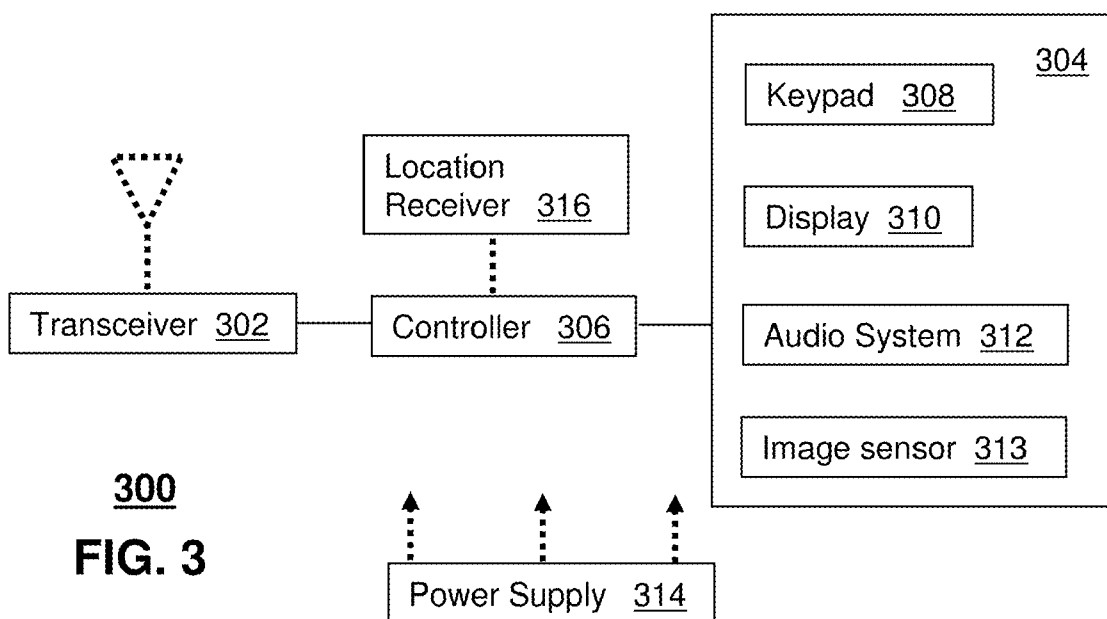 304
Keypad 308
Location
Receiver 316
Display 310
Transceiver 302
Controller 306
Audio System 312
Image sensor 313
300
FIG. 3
Power Supply 314